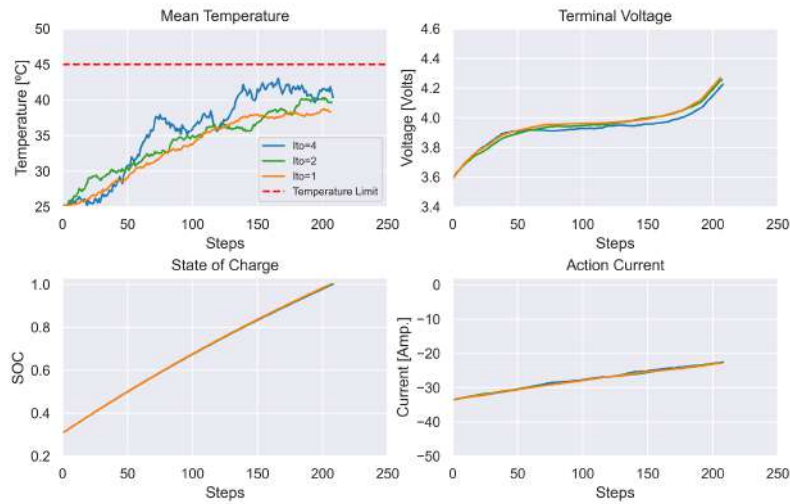 Mean Temperature
Temperature [ºC]
50
45
40
35
30
25
0 50 100 150 200 250
Steps
Ito=4
Ito=2
Ito=1
Temperature Limit
Terminal Voltage
Voltage [Volts]
4.6
4.4
4.2
4.0
3.8
3.6
3.4
0 50 100 150 200 250
Steps
State of Charge
SOC
1.0
0.8
0.6
0.4
0.2
0 50 100 150 200 250
Steps
Action Current
Current [Amp.]
0
−10
−20
−30
−40
−50
0 50 100 150 200 250
Steps